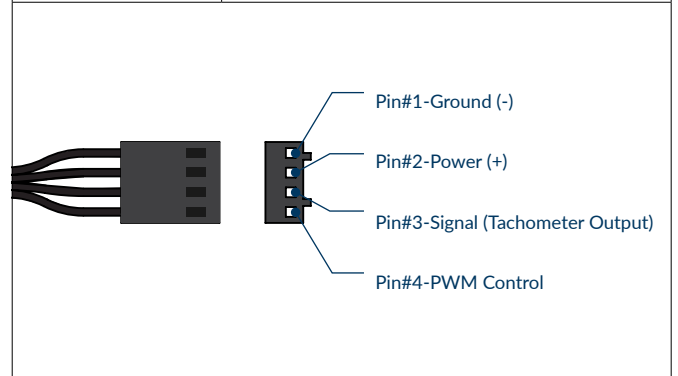 Pin#1-Ground (-)
Pin#2-Power (+)
Pin#3-Signal (Tachometer Output)
Pin#4-PWM Control